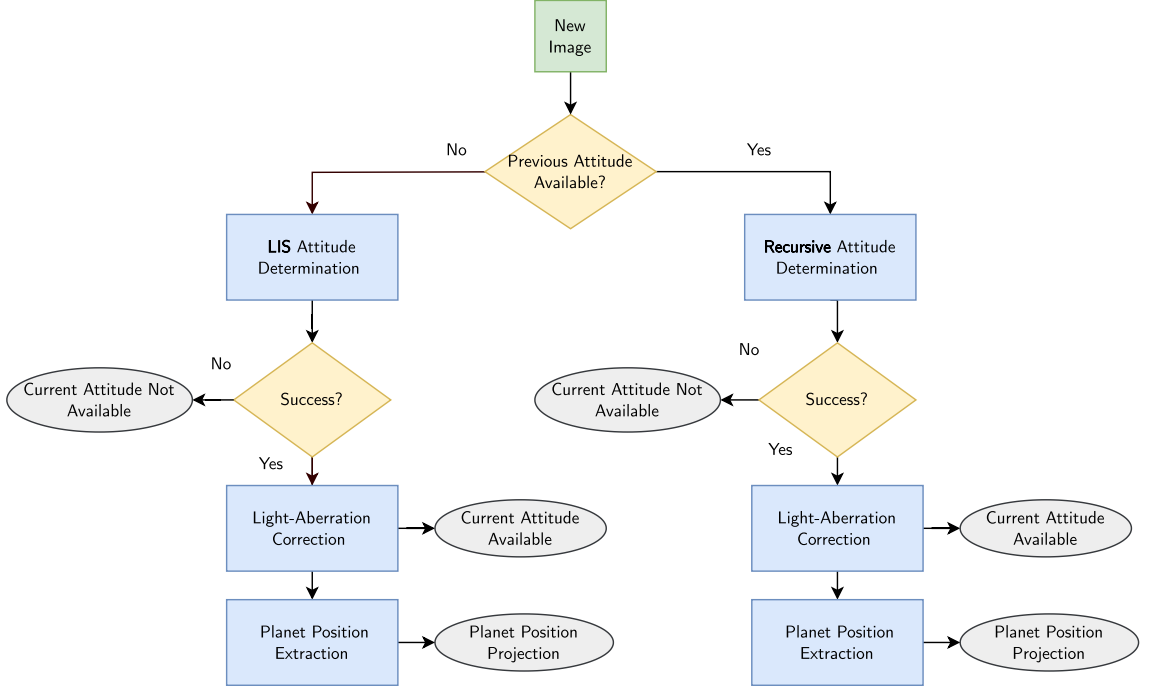 New
Image
No
Yes
Previous Attitude
Available?
LIS Attitude
Determination
Recursive Attitude
Determination
No
No
Current Attitude Not
Available
Success?
Current Attitude Not
Available
Success?
Yes
Yes
Light-Aberration
Correction
Current Attitude
Available
Light-Aberration
Correction
Current Attitude
Available
Planet Position
Extraction
Planet Position
Projection
Planet Position
Extraction
Planet Position
Projection